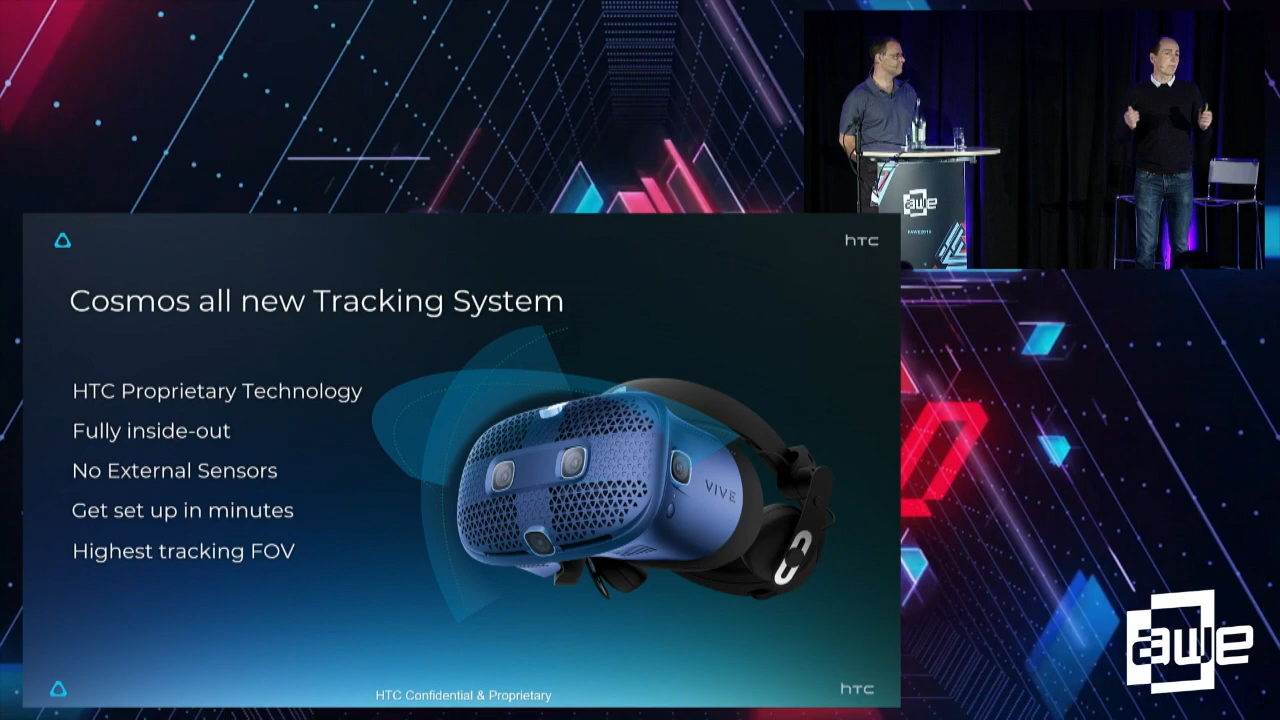 awe
hTC
Cosmos all new Tracking System
HTC Proprietary Technology
Fully inside-out
No External Sensors
Get set up in minutes
Highest tracking FOV
VIVE
HTC Confidential & Proprietary
hTC
awe